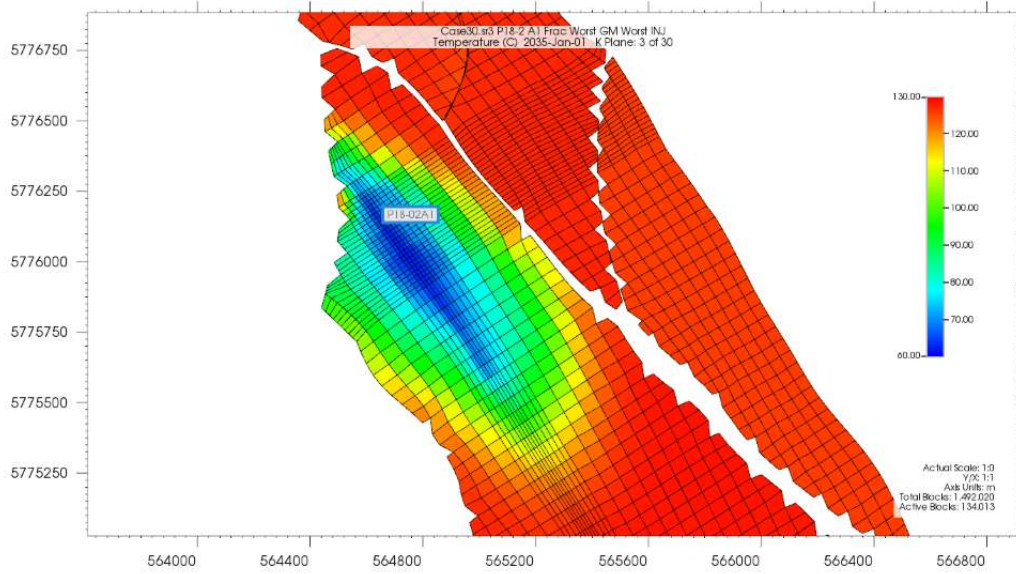 Case30.sr3 P18-2 A1 Frac Worst GM Worst INJ
Temperature (C) 2035-Jan-01 K Plane: 3 of 30
5776750
5776500
5776250
5776000
5775750
5775500
5775250
P18-02A1
130.00
120.00
110.00
100.00
90.00
80.00
70.00
60.00
Actual Scale: 1:0
Y/X: 1:1
Axis Units: m
Total Blocks: 1,492,020
Active Blocks: 134,013
564000
564400
564800
565200
565600
566000
566400
566800